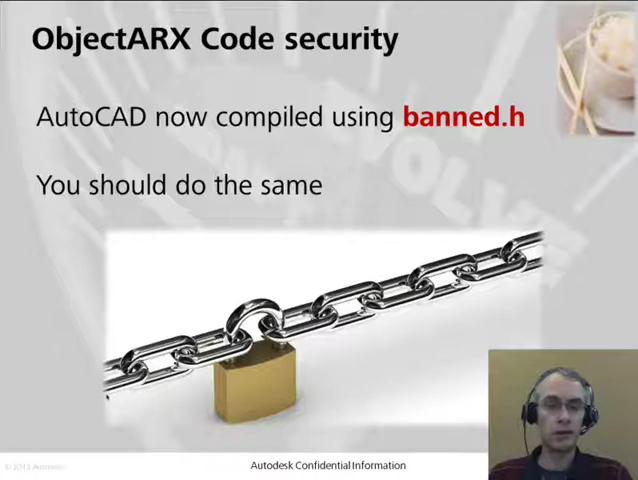 ObjectARX Code security
AutoCAD now compiled using banned.h
You should do the same
Autodesk Confidential Information